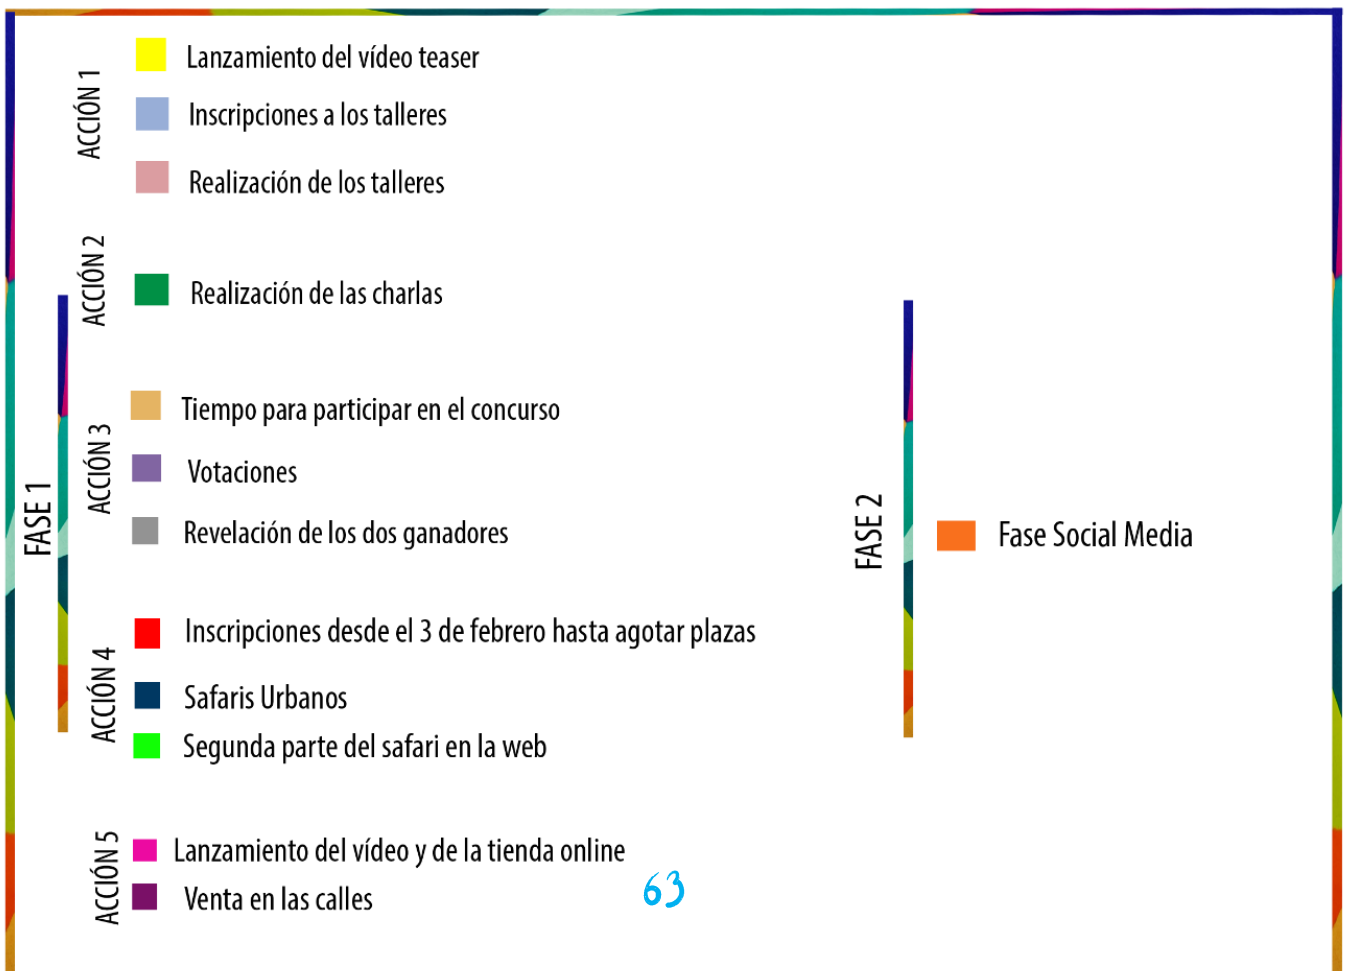 FASE 1
ACCIÓN 1
Lanzamiento del vídeo teaser
Inscripciones a los talleres
Realización de los talleres
ACCIÓN 2
Realización de las charlas
ACCIÓN 3
Tiempo para participar en el concurso
Votaciones
Revelación de los dos ganadores
ACCIÓN 4
Inscripciones desde el 3 de febrero hasta agotar plazas
Safaris Urbanos
Segunda parte del safari en la web
ACCIÓN 5
Lanzamiento del vídeo y de la tienda online
Venta en las calles
FASE 2
Fase Social Media
63